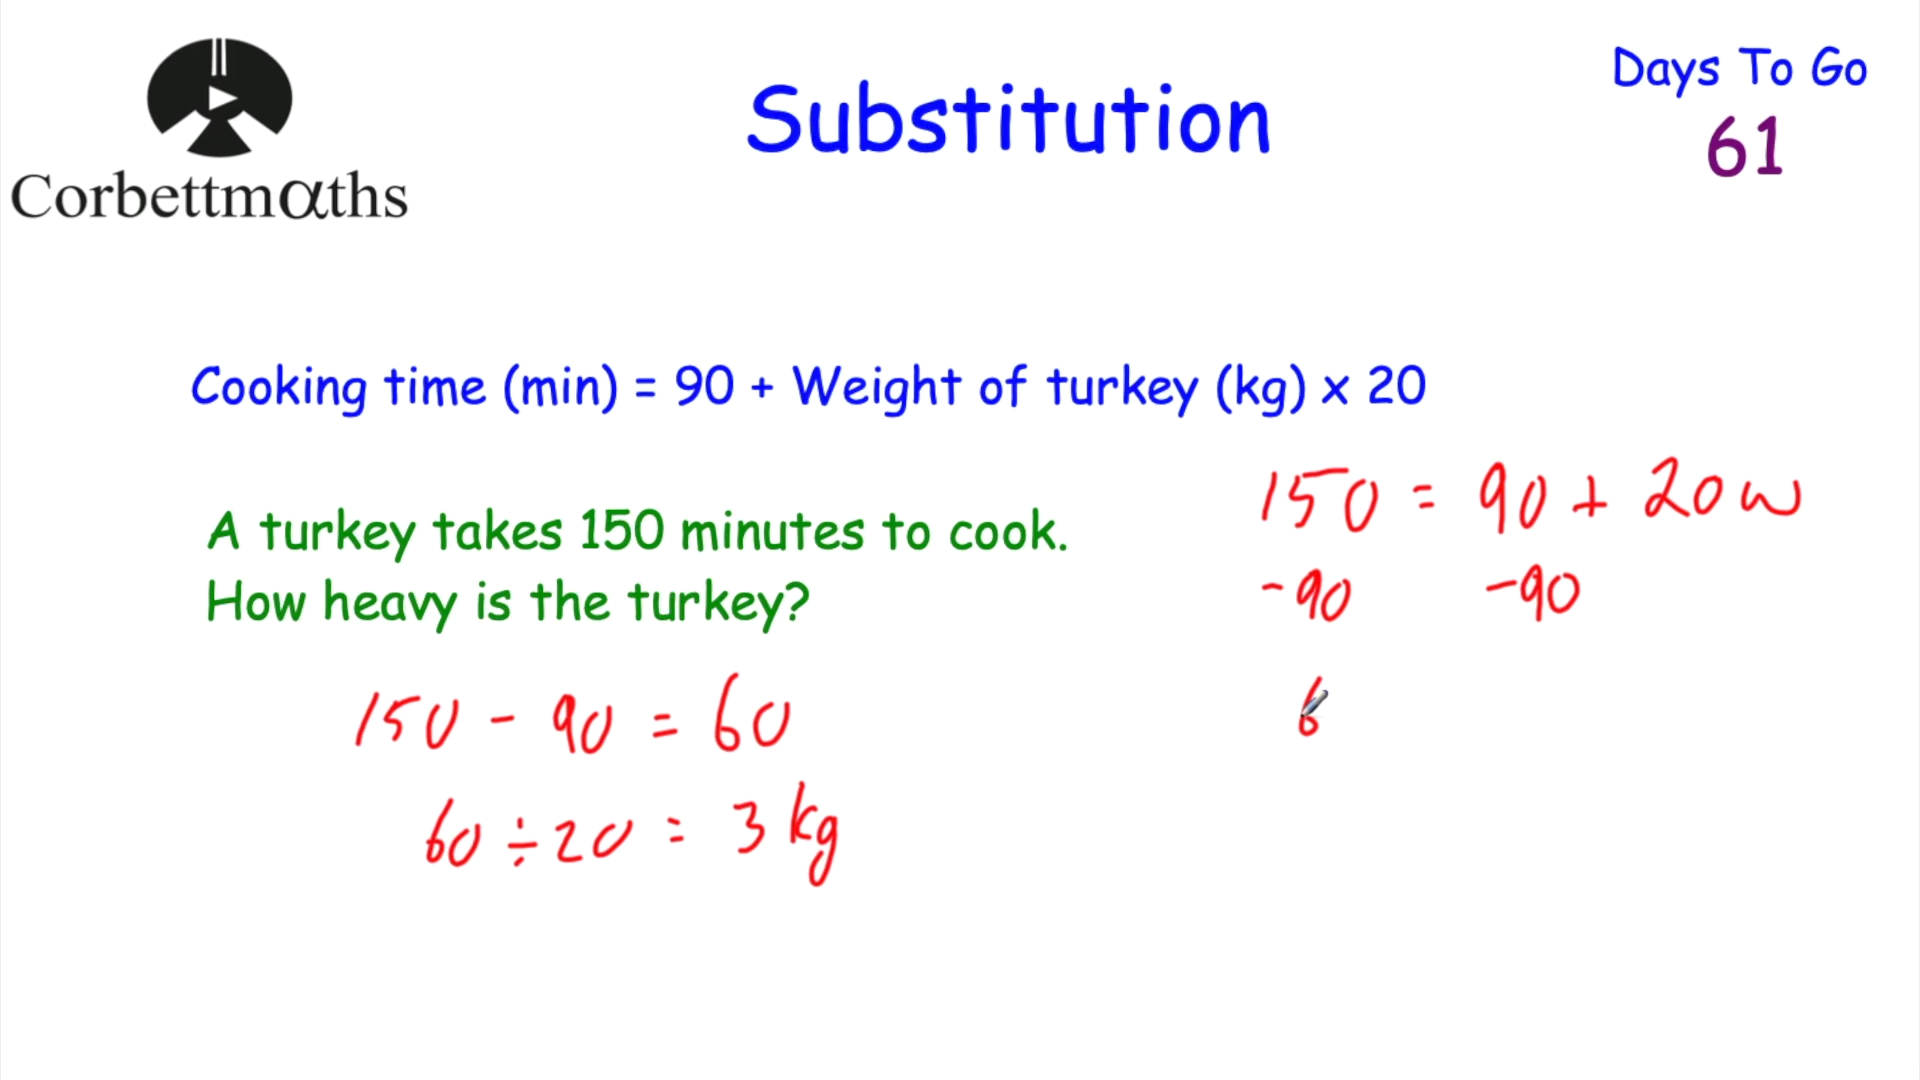 Corbettmαths
Substitution
Days To Go
61
Cooking time (min) = 90 + Weight of turkey (kg) x 20
A turkey takes 150 minutes to cook.
How heavy is the turkey?
150 - 90 = 60
60 ÷ 20 = 3 kg
150 = 90 + 20w
-90 -90
6